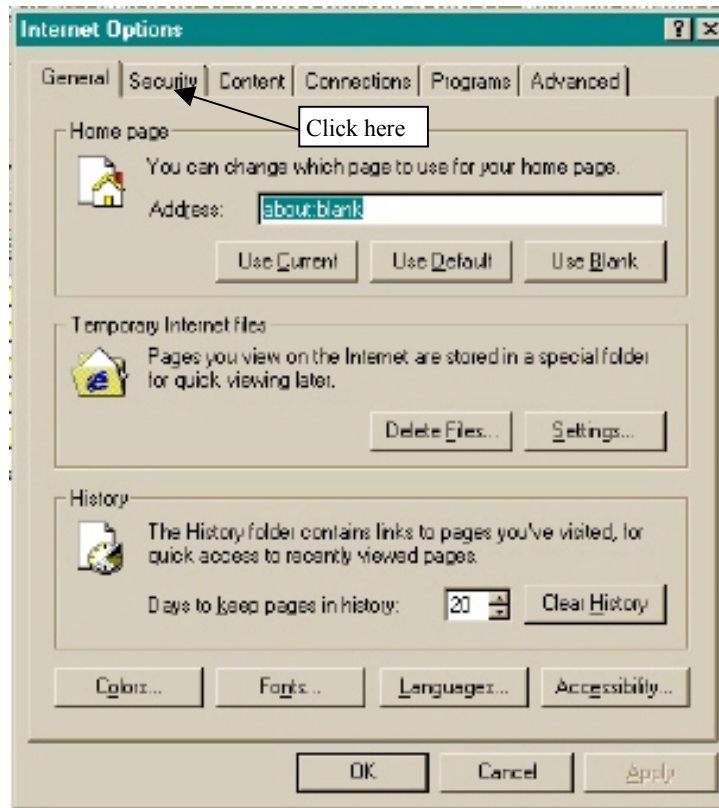 Internet Options
General Security Content Connections Programs Advanced
Click here
Home page
You can change which page to use for your home page.
Address: about:blank
Use Current Use Default Use Blank
Temporary Internet files
Pages you view on the Internet are stored in a special folder
for quick viewing later.
Delete Files... Settings...
History
The History folder contains links to pages you've visited, for
quick access to recently viewed pages.
Days to keep pages in history: 20 Clear History
Colors... Fonts... Languages... Accessibility...
OK Cancel Apply